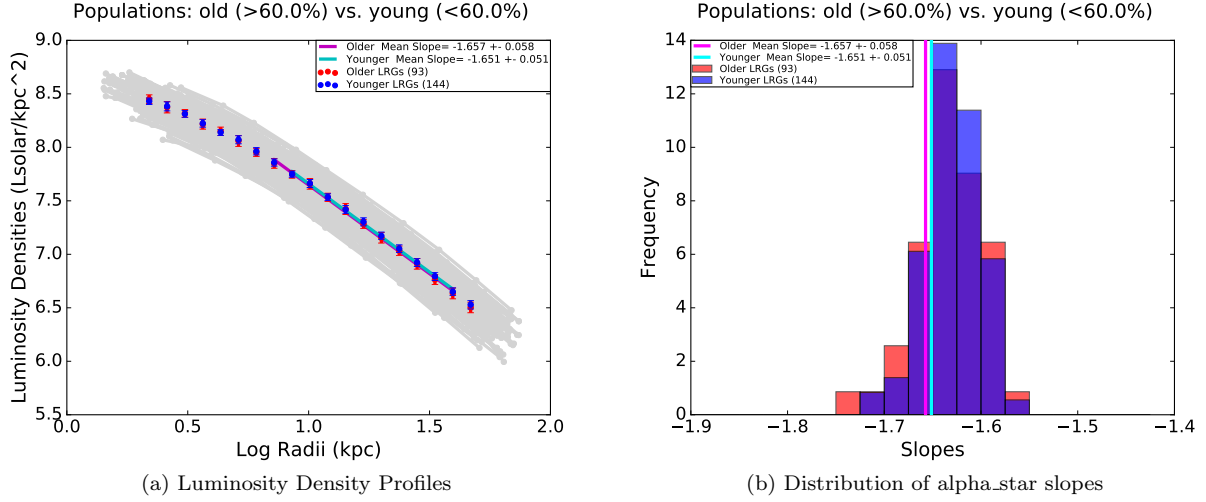 Populations: old (>60.0%) vs. young (<60.0%)
Luminosity Densities (Lsolar/kpc^2)
9.0
8.5
8.0
7.5
7.0
6.5
6.0
5.5
Older Mean Slope= -1.657 +- 0.058
Younger Mean Slope= -1.651 +- 0.051
Older LRGs (93)
Younger LRGs (144)
0.0 0.5 1.0 1.5 2.0
Log Radii (kpc)
(a) Luminosity Density Profiles
Populations: old (>60.0%) vs. young (<60.0%)
Frequency
14
12
10
8
6
4
2
0
Older Mean Slope= -1.657 +- 0.058
Younger Mean Slope= -1.651 +- 0.051
Older LRGs (93)
Younger LRGs (144)
−1.9 −1.8 −1.7 −1.6 −1.5 −1.4
Slopes
(b) Distribution of alpha_star slopes